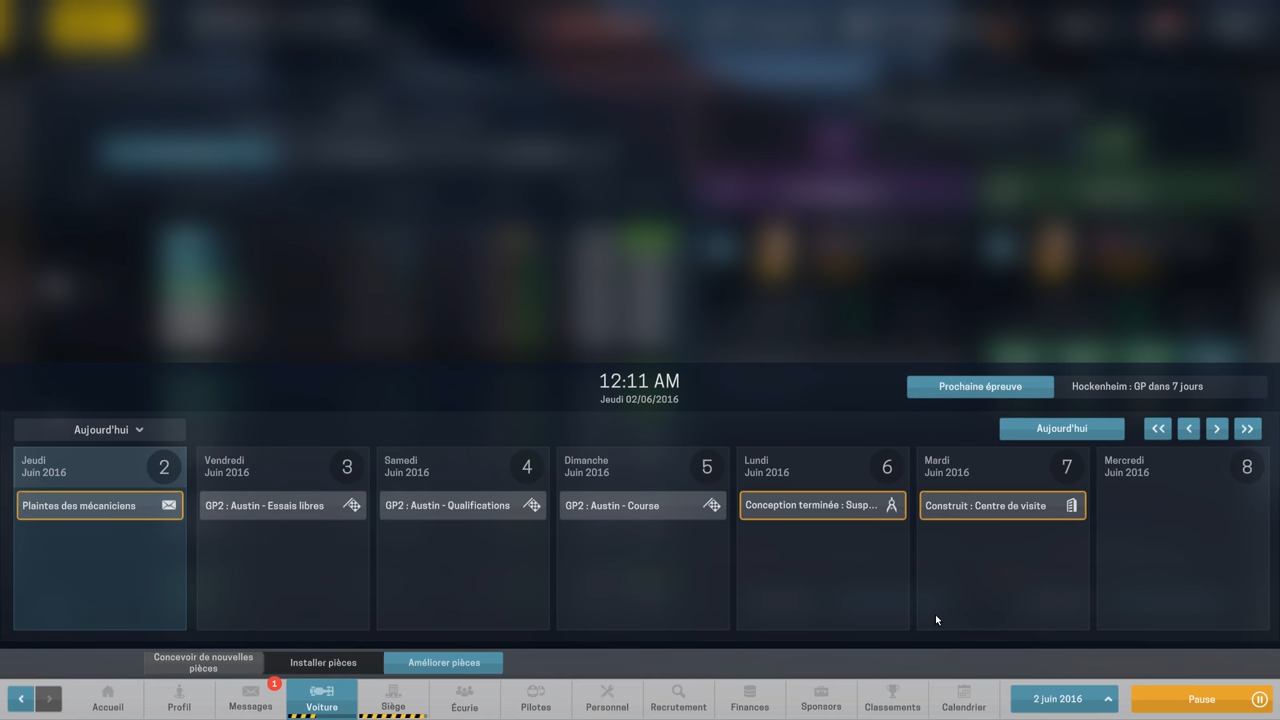 12:11 AM
Jeudi 02/06/2016
Prochaine épreuve
Hockenheim : GP dans 7 jours
Aujourd'hui
Aujourd'hui
Jeudi
Juin 2016
2
Vendredi
Juin 2016
3
Samedi
Juin 2016
4
Dimanche
Juin 2016
5
Lundi
Juin 2016
6
Mardi
Juin 2016
7
Mercredi
Juin 2016
8
Plaintes des mécaniciens
GP2 : Austin - Essais libres
GP2 : Austin - Qualifications
GP2 : Austin - Course
Conception terminée : Susp...
Construit : Centre de visite
Concevoir de nouvelles
pièces
Installer pièces
Améliorer pièces
Accueil
Profil
Messages
1
Voiture
Siège
Écurie
Pilotes
Personnel
Recrutement
Finances
Sponsors
Classements
Calendrier
2 juin 2016
Pause